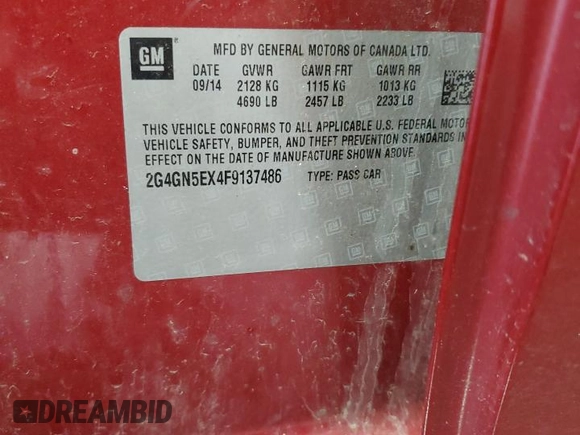 GM
MFD BY GENERAL MOTORS OF CANADA LTD.
DATE GVWR GAWR FRT GAWR RR
09/14 2128 KG 1115 KG 1013 KG
4690 LB 2457 LB 2233 LB
THIS VEHICLE CONFORMS TO ALL APPLICABLE U.S. FEDERAL MOTOR
VEHICLE SAFETY, BUMPER, AND THEFT PREVENTION STANDARDS IN
EFFECT ON THE DATE OF MANUFACTURE SHOWN ABOVE.
2G4GN5EX4F9137486 TYPE: PASS CAR
DREAMBID